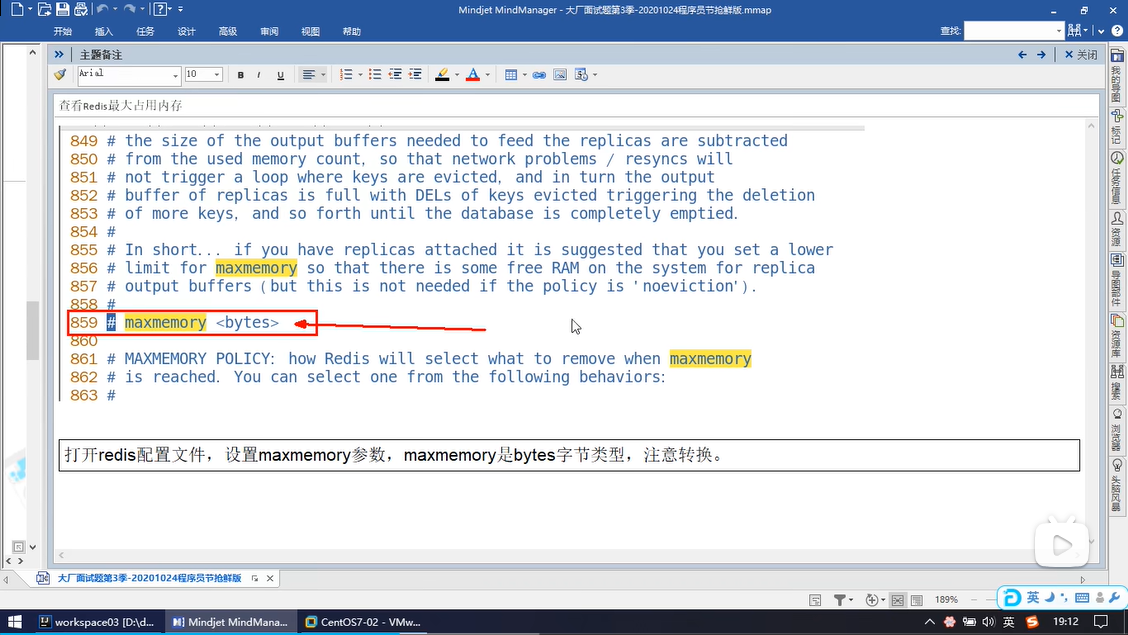 Mindjet MindManager - 大厂面试题第3季-20201024程序员节抢鲜版.mmap
开始 插入 任务 设计 高级 审阅 视图 帮助 查找:
主题备注 关闭
Arial 10 B I U A
查看Redis最大占用内存
849 # the size of the output buffers needed to feed the replicas are subtracted
850 # from the used memory count, so that network problems / resyncs will
851 # not trigger a loop where keys are evicted, and in turn the output
852 # buffer of replicas is full with DELs of keys evicted triggering the deletion
853 # of more keys, and so forth until the database is completely emptied.
854 #
855 # In short... if you have replicas attached it is suggested that you set a lower
856 # limit for maxmemory so that there is some free RAM on the system for replica
857 # output buffers (but this is not needed if the policy is 'noeviction').
858 #
859 # maxmemory <bytes>
860
861 # MAXMEMORY POLICY: how Redis will select what to remove when maxmemory
862 # is reached. You can select one from the following behaviors:
863 #
打开redis配置文件，设置maxmemory参数，maxmemory是bytes字节类型，注意转换。
我的导图
标记
任务信息
资源
导图部件
资源库
搜索
浏览器
头脑风暴
大厂面试题第3季-20201024程序员节抢鲜版
189%
英
workspace03 [D:\d... Mindjet MindMana... CentOS7-02 - VMw... 英 19:12